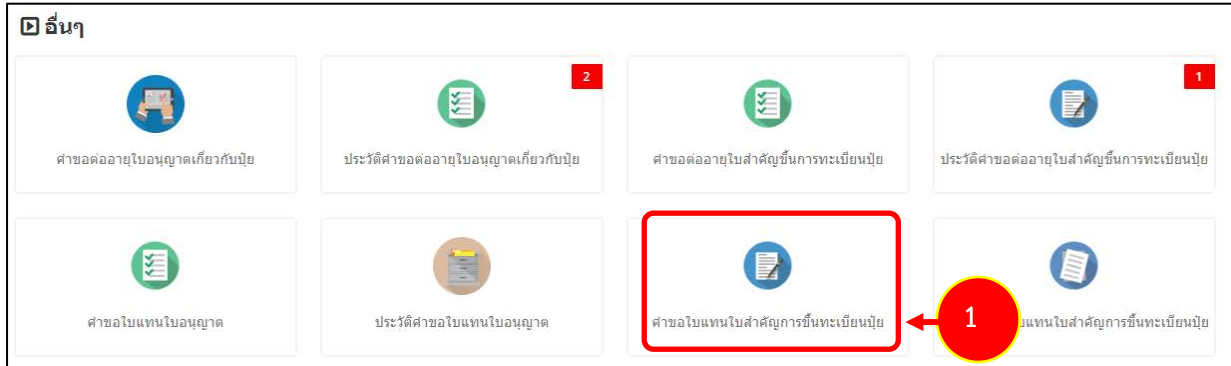 อื่นๆ
2
1
คำขอต่ออายุใบอนุญาตเกี่ยวกับปุ๋ย
ประวัติคำขอต่ออายุใบอนุญาตเกี่ยวกับปุ๋ย
คำขอต่ออายุใบสำคัญขึ้นการทะเบียนปุ๋ย
ประวัติคำขอต่ออายุใบสำคัญขึ้นการทะเบียนปุ๋ย
คำขอใบแทนใบอนุญาต
ประวัติคำขอใบแทนใบอนุญาต
คำขอใบแทนใบสำคัญการขึ้นทะเบียนปุ๋ย
1
บแทนใบสำคัญการขึ้นทะเบียนปุ๋ย